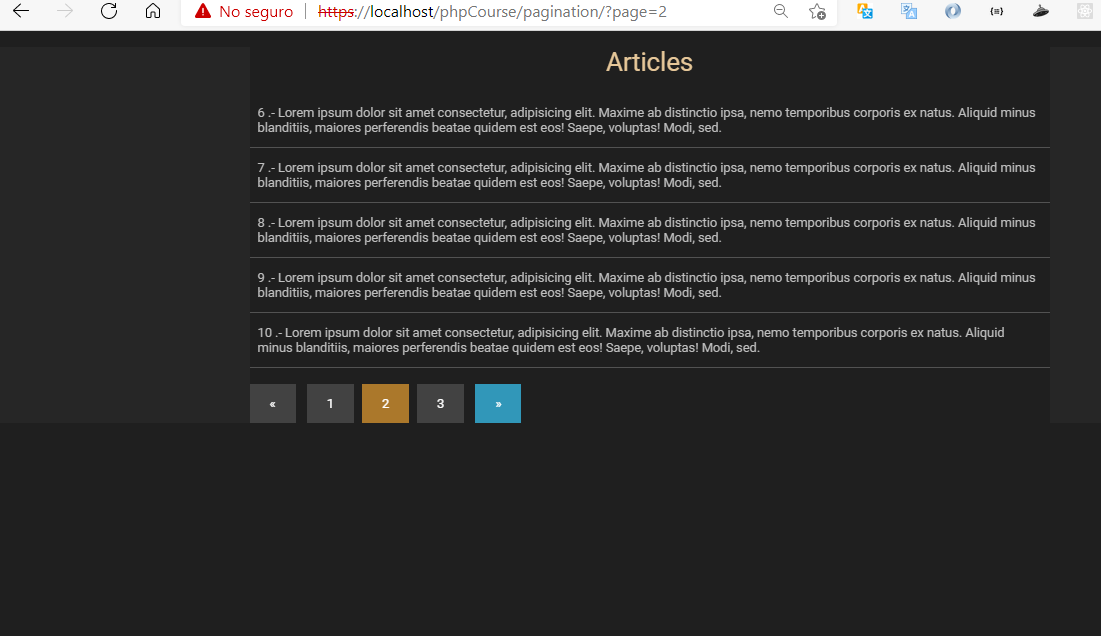 No seguro https://localhost/phpCourse/pagination/?page=2
Articles
6 .- Lorem ipsum dolor sit amet consectetur, adipisicing elit. Maxime ab distinctio ipsa, nemo temporibus corporis ex natus. Aliquid minus
blanditiis, maiores perferendis beatae quidem est eos! Saepe, voluptas! Modi, sed.
7 .- Lorem ipsum dolor sit amet consectetur, adipisicing elit. Maxime ab distinctio ipsa, nemo temporibus corporis ex natus. Aliquid minus
blanditiis, maiores perferendis beatae quidem est eos! Saepe, voluptas! Modi, sed.
8 .- Lorem ipsum dolor sit amet consectetur, adipisicing elit. Maxime ab distinctio ipsa, nemo temporibus corporis ex natus. Aliquid minus
blanditiis, maiores perferendis beatae quidem est eos! Saepe, voluptas! Modi, sed.
9 .- Lorem ipsum dolor sit amet consectetur, adipisicing elit. Maxime ab distinctio ipsa, nemo temporibus corporis ex natus. Aliquid minus
blanditiis, maiores perferendis beatae quidem est eos! Saepe, voluptas! Modi, sed.
10 .- Lorem ipsum dolor sit amet consectetur, adipisicing elit. Maxime ab distinctio ipsa, nemo temporibus corporis ex natus. Aliquid
minus blanditiis, maiores perferendis beatae quidem est eos! Saepe, voluptas! Modi, sed.
« 1 2 3 »